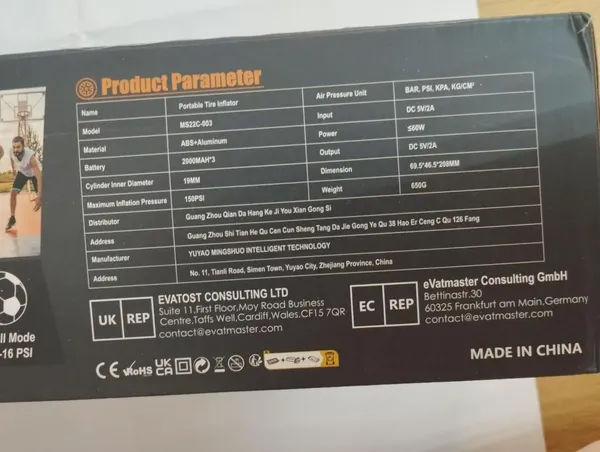 Product Parameter
Name Portable Tire Inflator Air Pressure Unit BAR, PSI, KPA, KG/CM²
Model MS22C-003 Input DC 5V/2A
Material ABS+Aluminum Power ≤60W
Battery 2000MAH*3 Output DC 5V/2A
Cylinder Inner Diameter 19MM Dimension 69.5*46.5*208MM
Maximum Inflation Pressure 150PSI Weight 650G
Distributor Guang Zhou Qian Da Hang Ke Ji You Xian Gong Si
Address Guang Zhou Shi Tian He Qu Cen Cun Sheng Tang Da Jie Gong Ye Qu 38 Hao Er Ceng C Qu 126 Fang
Manufacturer YUYAO MINGSHUO INTELLIGENT TECHNOLOGY
Address No. 11, Tianli Road, Simen Town, Yuyao City, Zhejiang Province, China
ll Mode
-16 PSI
UK REP
EVATOST CONSULTING LTD
Suite 11,First Floor,Moy Road Business
Centre,Taffs Well,Cardiff,Wales.CF15 7QR
contact@evatmaster.com
EC REP
eVatmaster Consulting GmbH
Bettinastr.30
60325 Frankfurt am Main,Germany
contact@evatmaster.com
CE RoHS UK CA
MADE IN CHINA